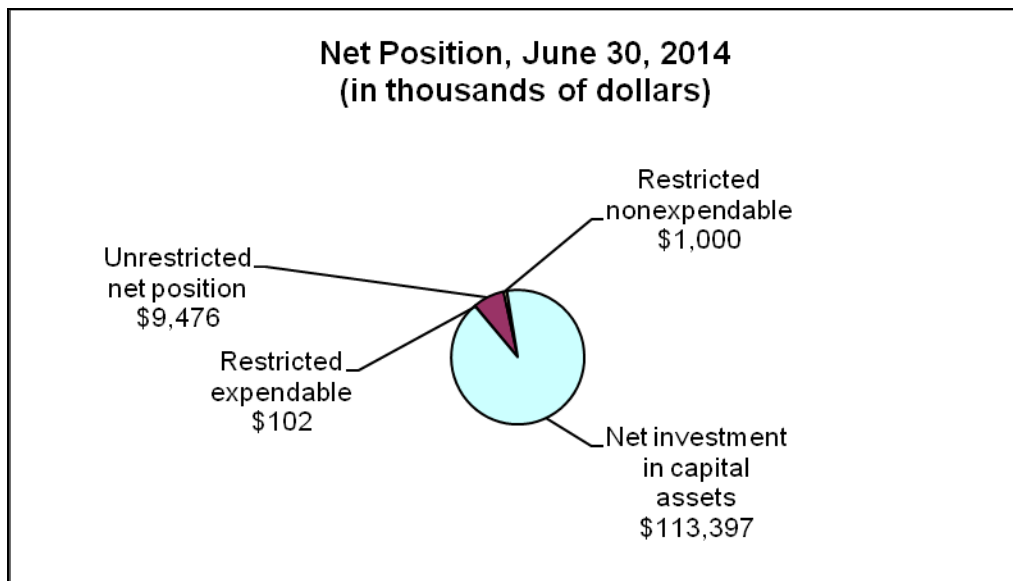 Net Position, June 30, 2014
(in thousands of dollars)
Restricted
nonexpendable
$1,000
Unrestricted
net position
$9,476
Restricted
expendable
$102
Net investment
in capital
assets
$113,397